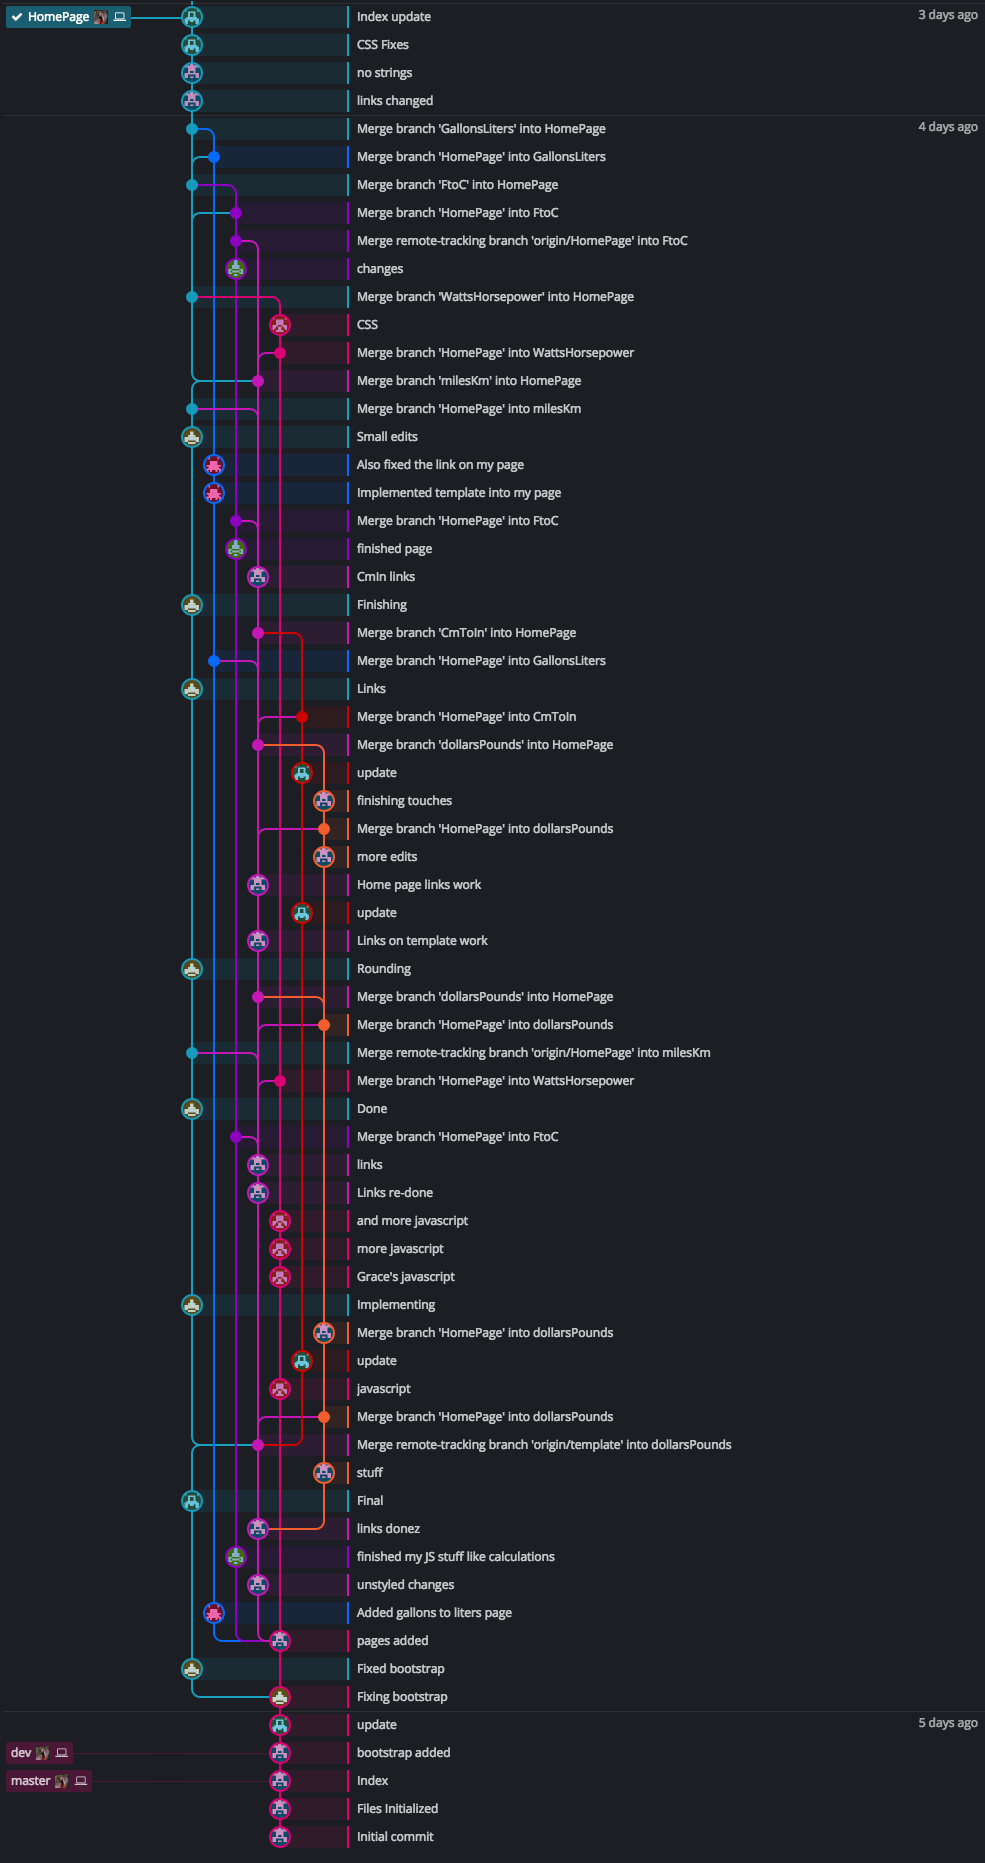 HomePage Index update 3 days ago
CSS Fixes
no strings
links changed
Merge branch 'GallonsLiters' into HomePage 4 days ago
Merge branch 'HomePage' into GallonsLiters
Merge branch 'FtoC' into HomePage
Merge branch 'HomePage' into FtoC
Merge remote-tracking branch 'origin/HomePage' into FtoC
changes
Merge branch 'WattsHorsepower' into HomePage
CSS
Merge branch 'HomePage' into WattsHorsepower
Merge branch 'milesKm' into HomePage
Merge branch 'HomePage' into milesKm
Small edits
Also fixed the link on my page
Implemented template into my page
Merge branch 'HomePage' into FtoC
finished page
CmIn links
Finishing
Merge branch 'CmToIn' into HomePage
Merge branch 'HomePage' into GallonsLiters
Links
Merge branch 'HomePage' into CmToIn
Merge branch 'dollarsPounds' into HomePage
update
finishing touches
Merge branch 'HomePage' into dollarsPounds
more edits
Home page links work
update
Links on template work
Rounding
Merge branch 'dollarsPounds' into HomePage
Merge branch 'HomePage' into dollarsPounds
Merge remote-tracking branch 'origin/HomePage' into milesKm
Merge branch 'HomePage' into WattsHorsepower
Done
Merge branch 'HomePage' into FtoC
links
Links re-done
and more javascript
more javascript
Grace's javascript
Implementing
Merge branch 'HomePage' into dollarsPounds
update
javascript
Merge branch 'HomePage' into dollarsPounds
Merge remote-tracking branch 'origin/template' into dollarsPounds
stuff
Final
links donez
finished my JS stuff like calculations
unstyled changes
Added gallons to liters page
pages added
Fixed bootstrap
Fixing bootstrap
update 5 days ago
dev bootstrap added
master Index
Files Initialized
Initial commit